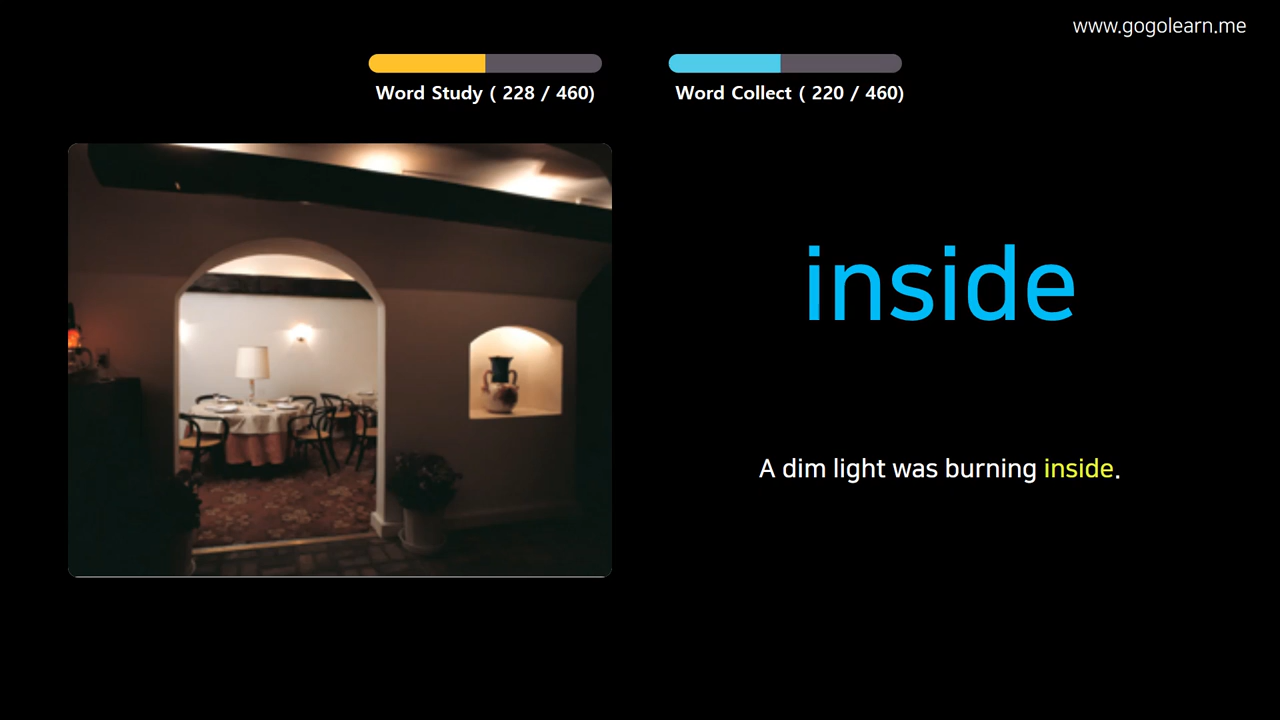 www.gogolearn.me
Word Study ( 228 / 460)
Word Collect ( 220 / 460)
inside
A dim light was burning inside.